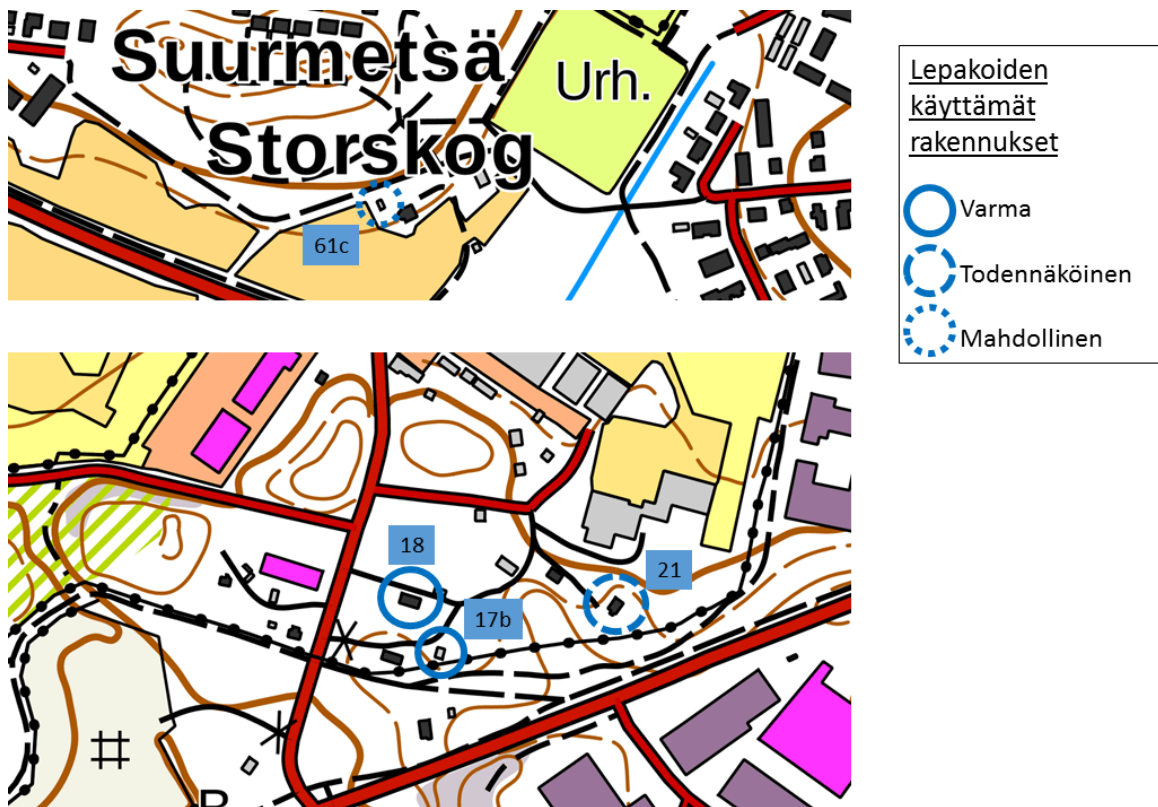 Suurmetsä
Urh.
Storskog
61c
18
21
17b
Lepakoiden
käyttämät
rakennukset
Varma
Todennäköinen
Mahdollinen